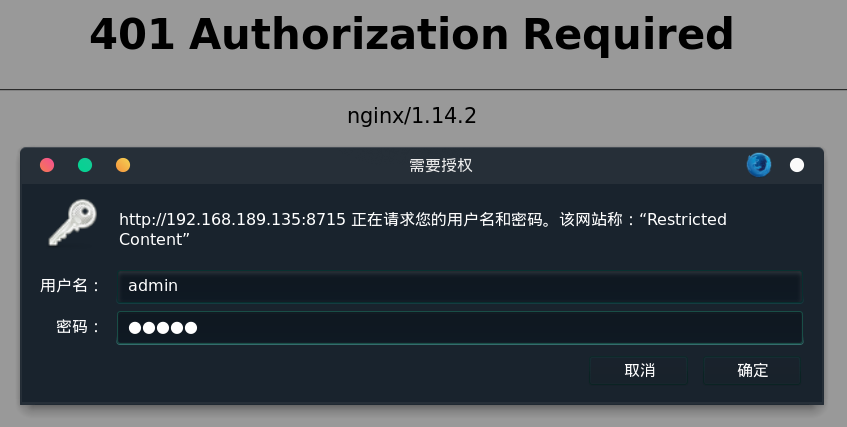 401 Authorization Required
nginx/1.14.2
需要授权
http://192.168.189.135:8715 正在请求您的用户名和密码。该网站称：“Restricted
Content”
用户名： admin
密码： ●●●●●
取消 确定